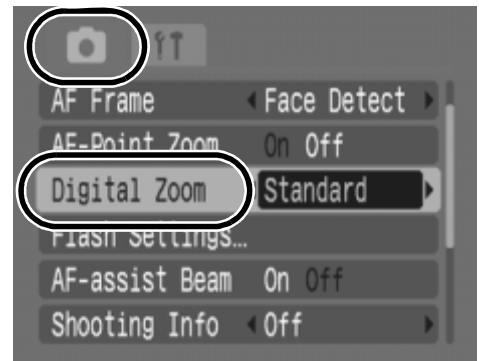 AF Frame Face Detect
AF-Point Zoom On Off
Digital Zoom Standard
Flash Settings...
AF-assist Beam On Off
Shooting Info Off